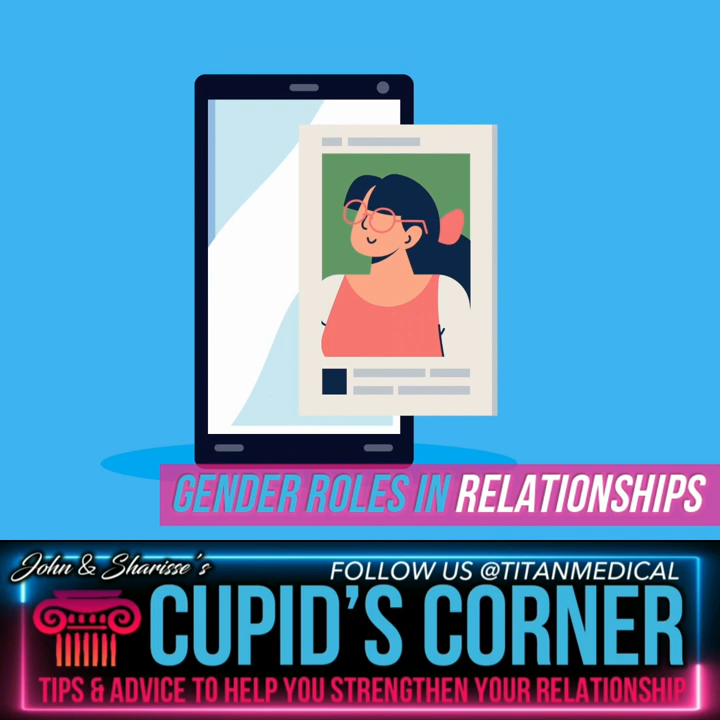 GENDER ROLES IN RELATIONSHIPS
John & Sharisse's
FOLLOW US @TITANMEDICAL
CUPID'S CORNER
TIPS & ADVICE TO HELP YOU STRENGTHEN YOUR RELATIONSHIP